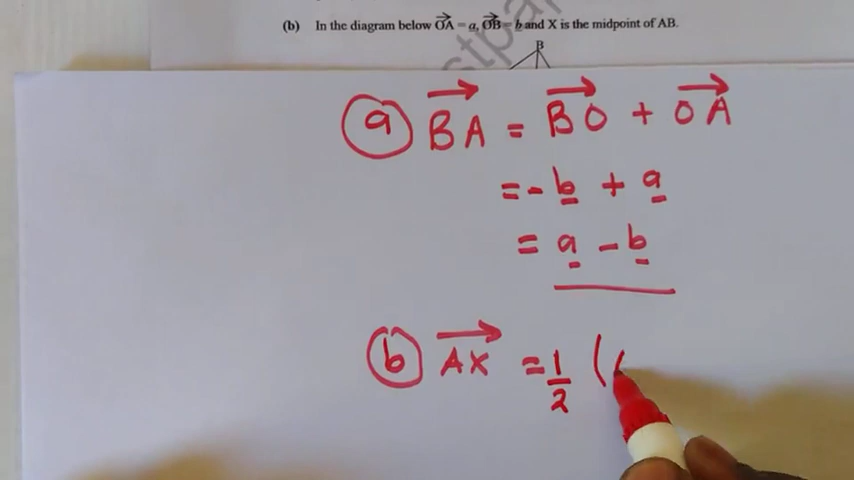 (b) In the diagram below OA = a, OB = b and X is the midpoint of AB.
B
a BA = BO + OA
= - b + a
= a - b
b AX = 1/2 (